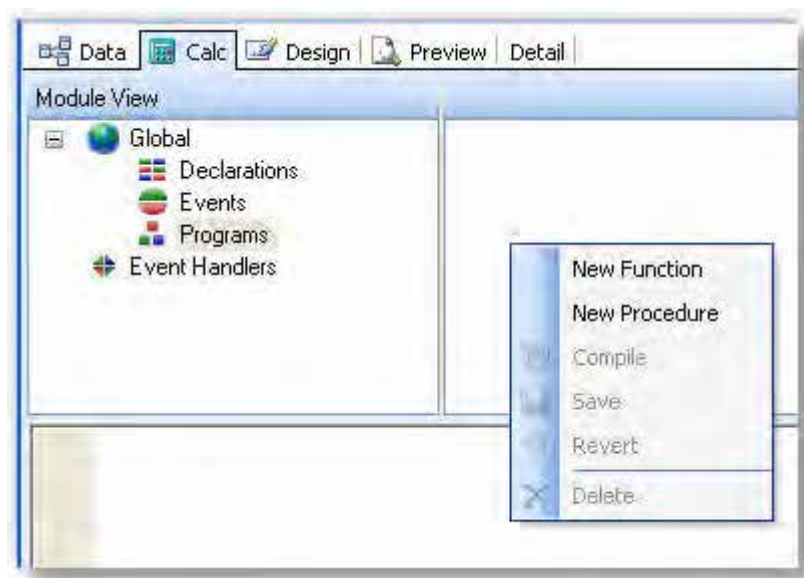 Data Calc Design Preview Detail
Module View
Global
Declarations
Events
Programs
Event Handlers
New Function
New Procedure
Compile
Save
Revert
Delete